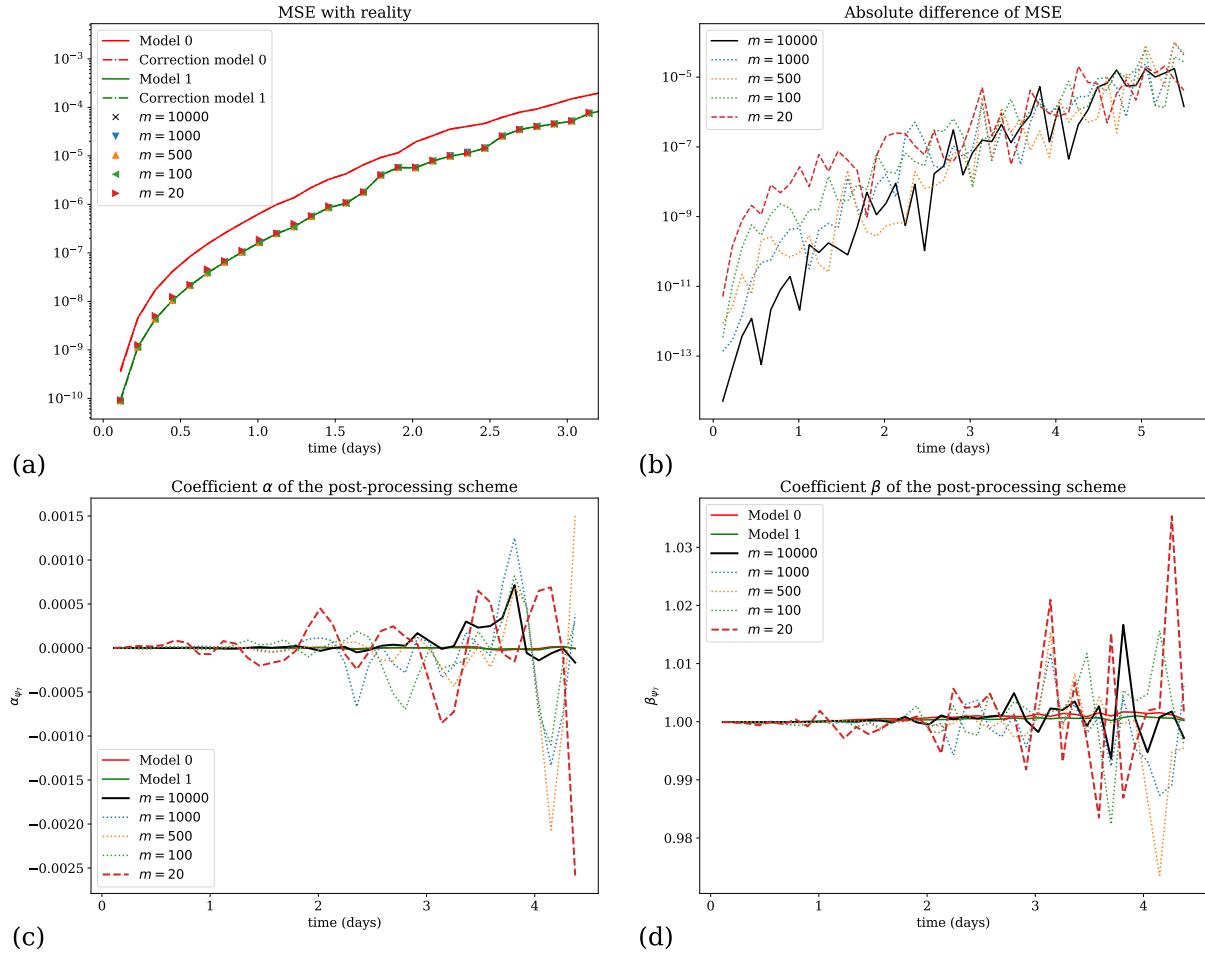 MSE with reality
10⁻³
10⁻⁴
10⁻⁵
10⁻⁶
10⁻⁷
10⁻⁸
10⁻⁹
10⁻¹⁰
Model 0
Correction model 0
Model 1
Correction model 1
m = 10000
m = 1000
m = 500
m = 100
m = 20
0.0 0.5 1.0 1.5 2.0 2.5 3.0
time (days)
(a)
Absolute difference of MSE
10⁻⁵
10⁻⁷
10⁻⁹
10⁻¹¹
10⁻¹³
m = 10000
m = 1000
m = 500
m = 100
m = 20
0 1 2 3 4 5
time (days)
(b)
Coefficient α of the post-processing scheme
0.0015
0.0010
0.0005
0.0000
−0.0005
−0.0010
−0.0015
−0.0020
−0.0025
α_ψ₇
Model 0
Model 1
m = 10000
m = 1000
m = 500
m = 100
m = 20
0 1 2 3 4
time (days)
(c)
Coefficient β of the post-processing scheme
1.03
1.02
1.01
1.00
0.99
0.98
β_ψ₇
Model 0
Model 1
m = 10000
m = 1000
m = 500
m = 100
m = 20
0 1 2 3 4
time (days)
(d)